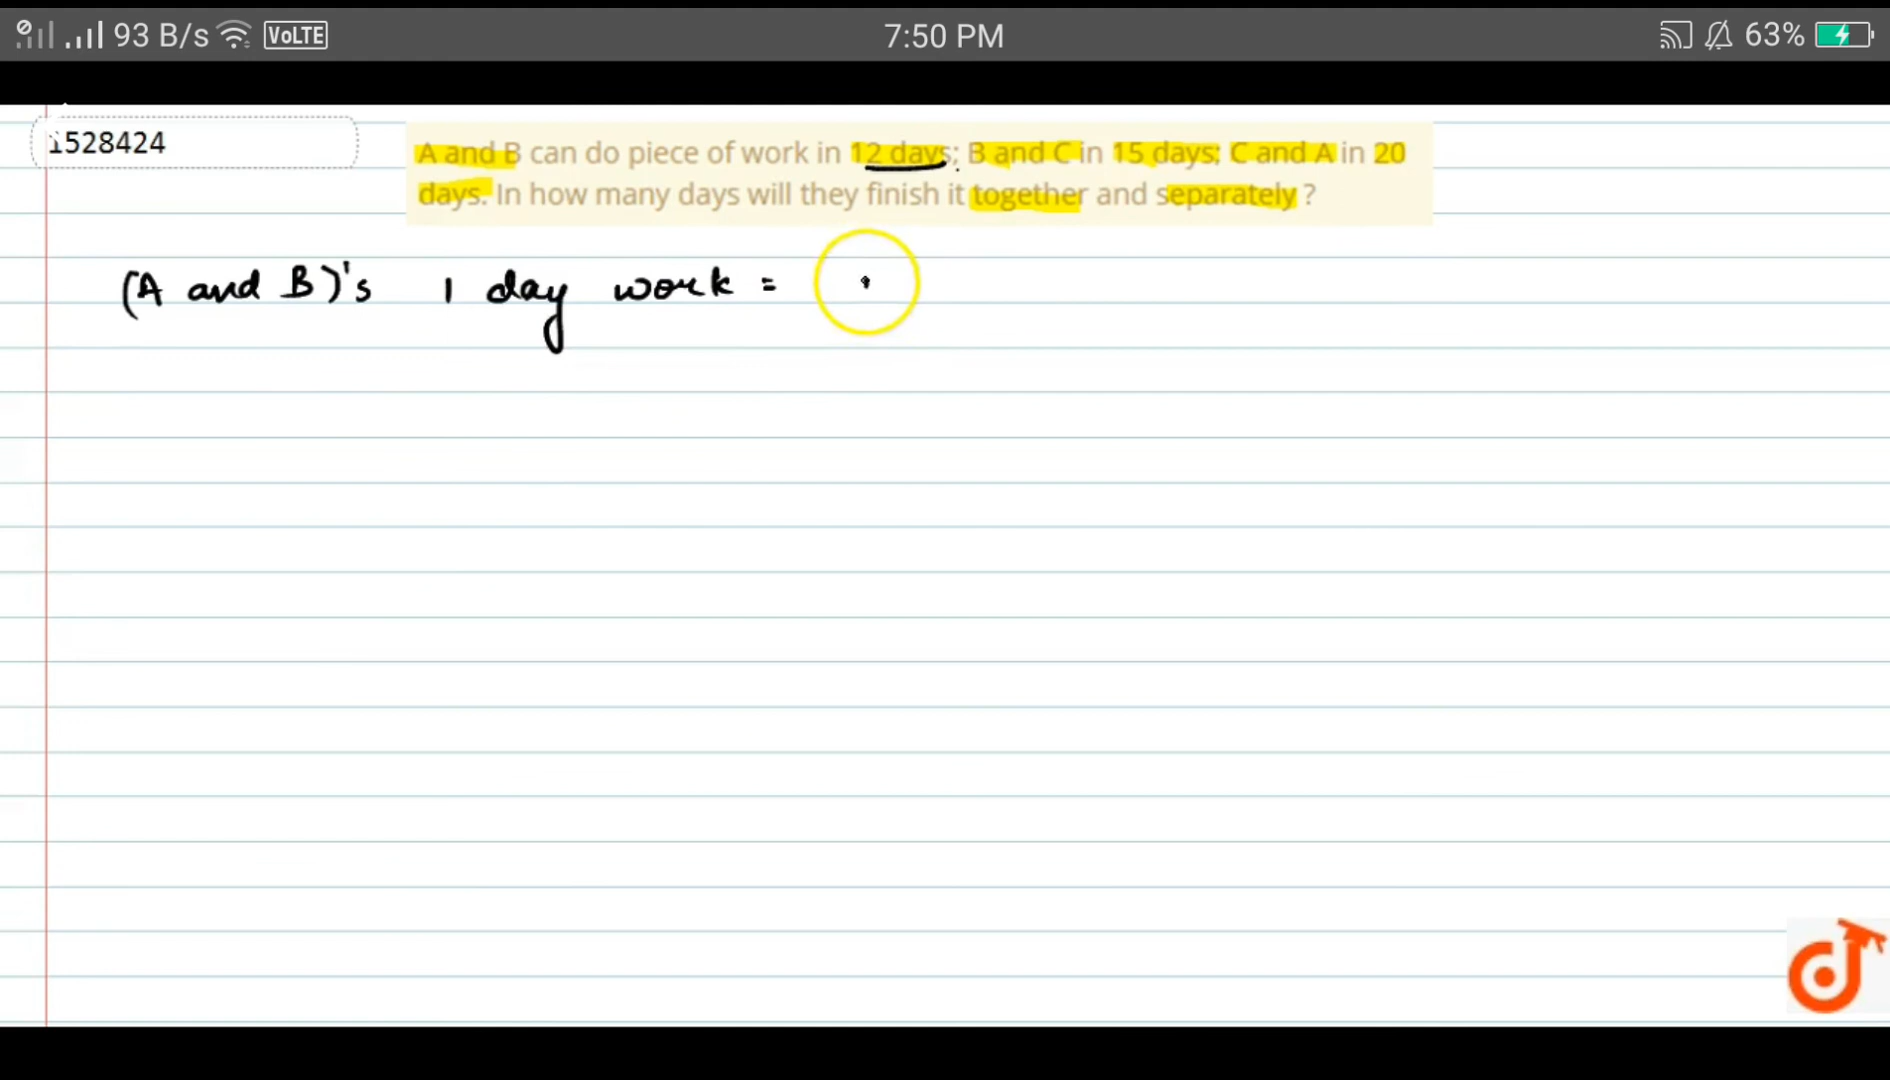 93 B/s VoLTE 7:50 PM 63%
1528424
A and B can do piece of work in 12 days; B and C in 15 days; C and A in 20
days. In how many days will they finish it together and separately ?
(A and B)'s 1 day work =